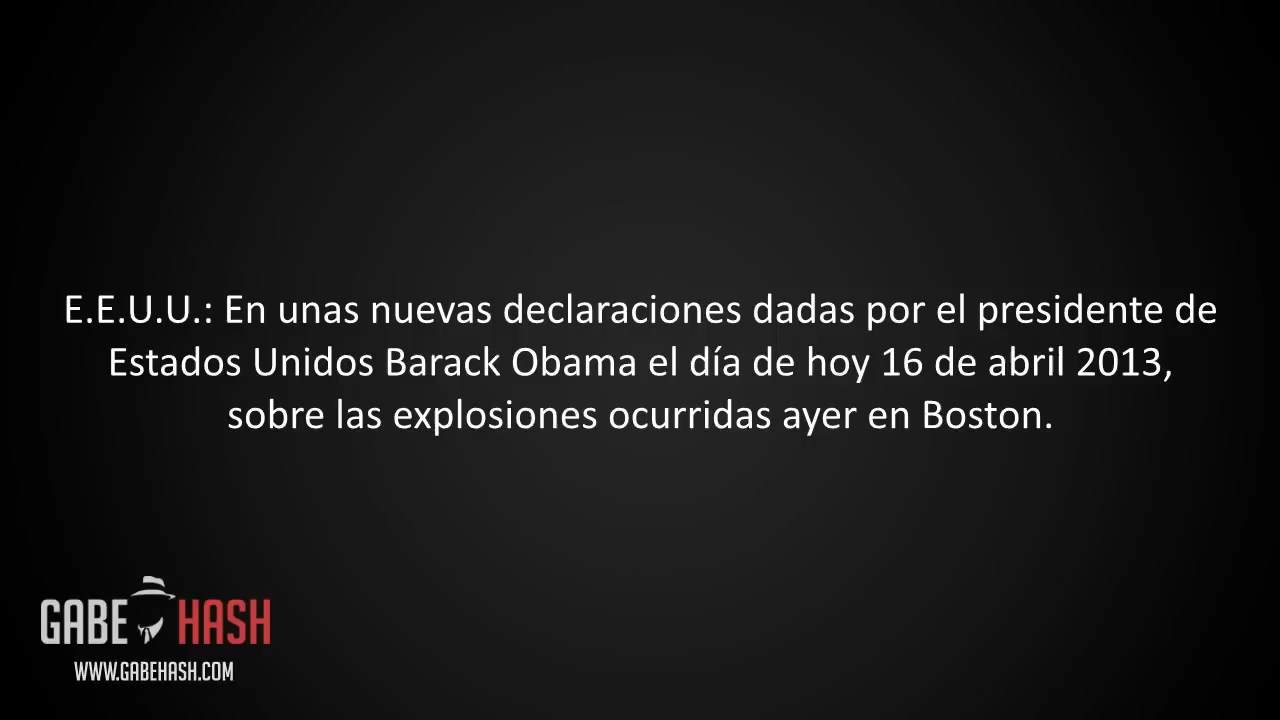 E.E.U.U.: En unas nuevas declaraciones dadas por el presidente de
Estados Unidos Barack Obama el día de hoy 16 de abril 2013,
sobre las explosiones ocurridas ayer en Boston.
GABE HASH
WWW.GABEHASH.COM